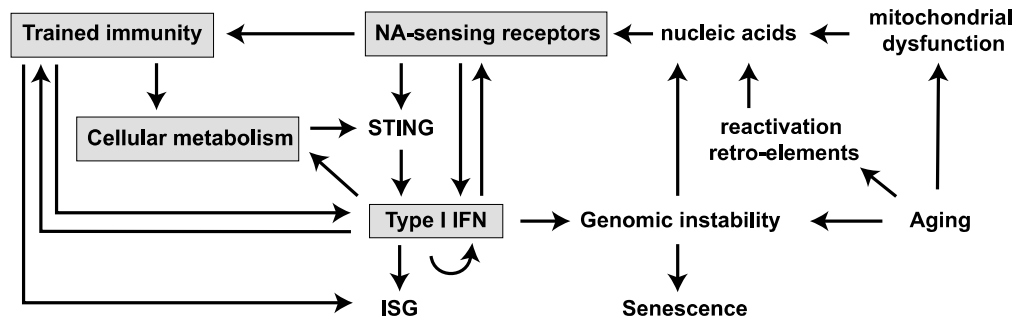 mitochondrial
dysfunction
Trained immunity
NA-sensing receptors
nucleic acids
Cellular metabolism
STING
reactivation
retro-elements
Type I IFN
Genomic instability
Aging
ISG
Senescence